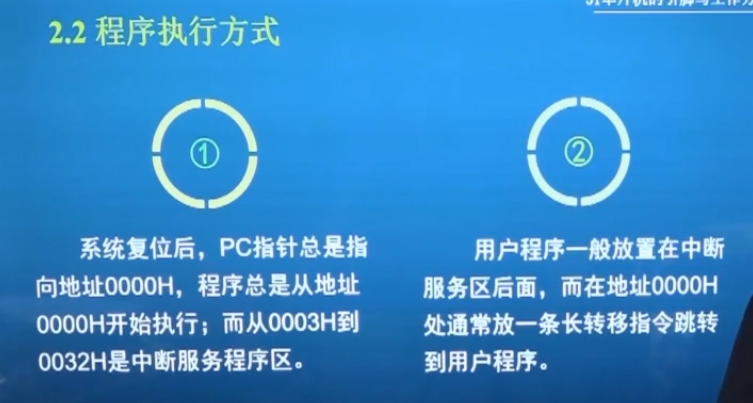 2.2 程序执行方式
①
系统复位后，PC指针总是指
向地址0000H，程序总是从地址
0000H开始执行；而从0003H到
0032H是中断服务程序区。
②
用户程序一般放置在中断
服务区后面，而在地址0000H
处通常放一条长转移指令跳转
到用户程序。